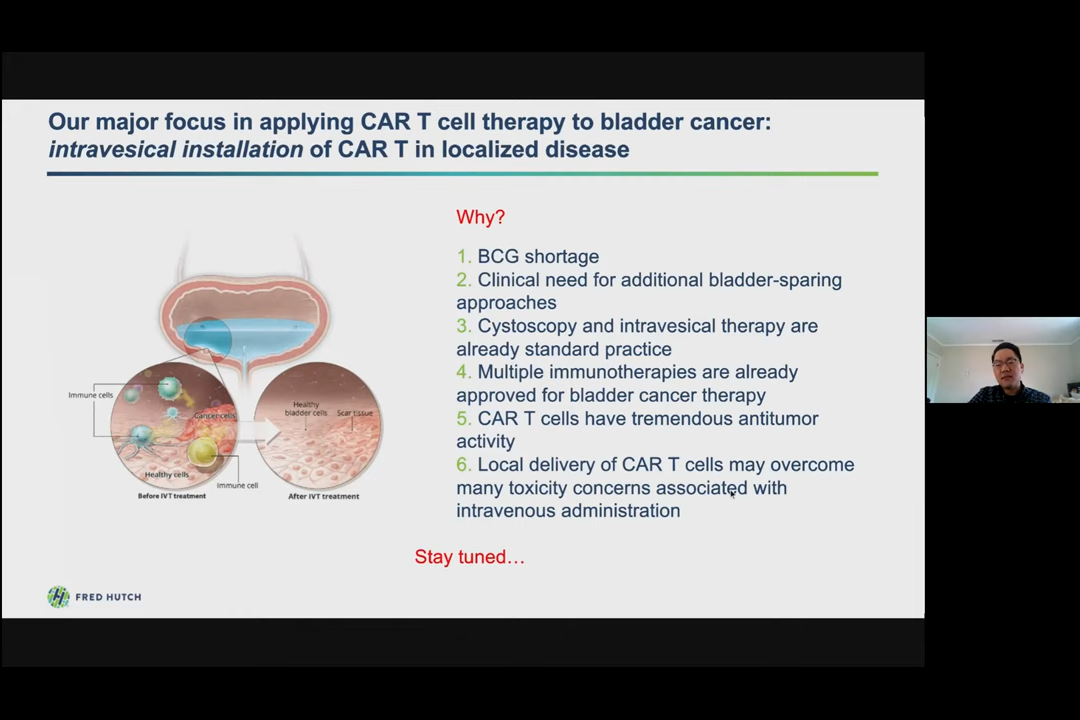 Our major focus in applying CAR T cell therapy to bladder cancer:
intravesical installation of CAR T in localized disease
Why?
1. BCG shortage
2. Clinical need for additional bladder-sparing
approaches
3. Cystoscopy and intravesical therapy are
already standard practice
4. Multiple immunotherapies are already
approved for bladder cancer therapy
5. CAR T cells have tremendous antitumor
activity
6. Local delivery of CAR T cells may overcome
many toxicity concerns associated with
intravenous administration
Stay tuned…
Immune cells
Cancer cells
Healthy cells
Immune cell
Before IVT treatment
Healthy
bladder cells
Scar tissue
After IVT treatment
FRED HUTCH